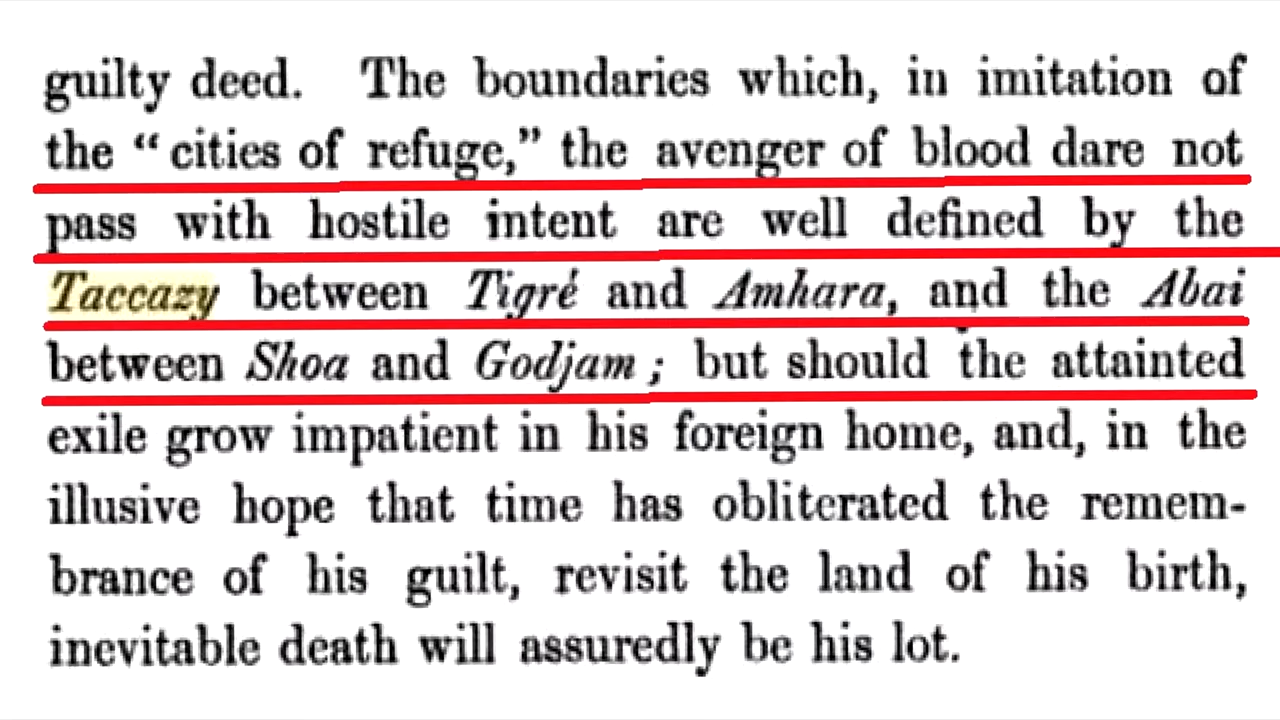 guilty deed. The boundaries which, in imitation of
the “cities of refuge,” the avenger of blood dare not
pass with hostile intent are well defined by the
Taccazy between Tigré and Amhara, and the Abai
between Shoa and Godjam; but should the attainted
exile grow impatient in his foreign home, and, in the
illusive hope that time has obliterated the remem-
brance of his guilt, revisit the land of his birth,
inevitable death will assuredly be his lot.